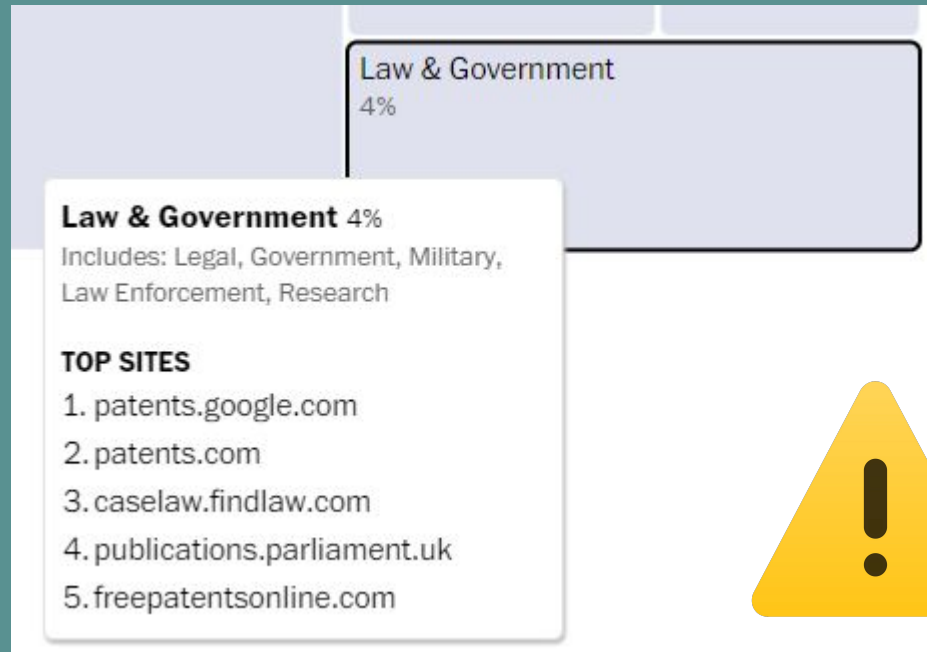 Law & Government
4%
Law & Government 4%
Includes: Legal, Government, Military,
Law Enforcement, Research
TOP SITES
1. patents.google.com
2. patents.com
3. caselaw.findlaw.com
4. publications.parliament.uk
5. freepatentsonline.com